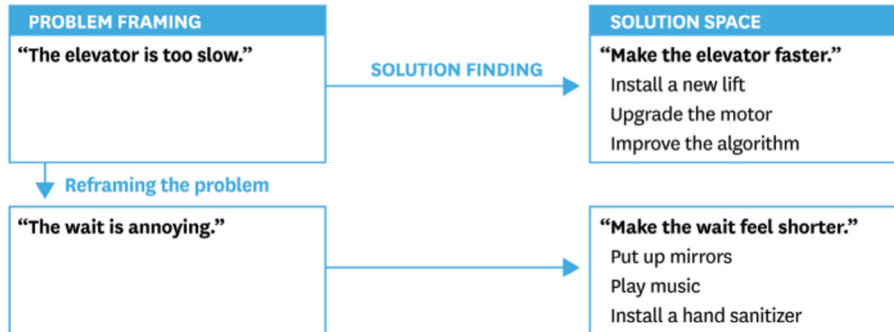 PROBLEM FRAMING
“The elevator is too slow.”
SOLUTION FINDING
SOLUTION SPACE
“Make the elevator faster.”
Install a new lift
Upgrade the motor
Improve the algorithm
Reframing the problem
“The wait is annoying.”
“Make the wait feel shorter.”
Put up mirrors
Play music
Install a hand sanitizer